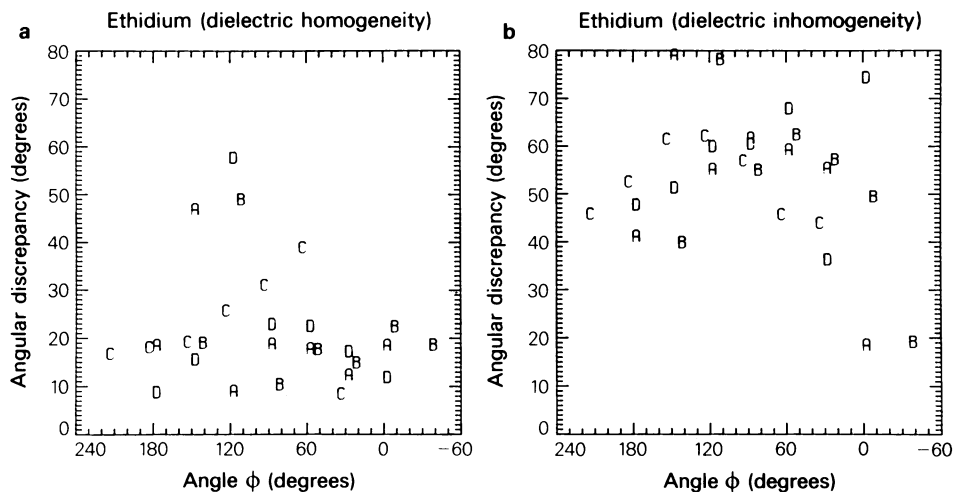 Ethidium (dielectric homogeneity)
a
80
70
60
50
40
30
20
10
0
Angular discrepancy (degrees)
D
A
B
C
C
C
D
D
C
C
A
C
A
B
A
A
B
D
B
A
B
D
B
A
D
A
C
A
D
B
240 180 120 60 0 −60
Angle ϕ (degrees)
Ethidium (dielectric inhomogeneity)
b
80
70
60
50
40
30
20
10
0
Angular discrepancy (degrees)
A
B
D
D
C
C
A
B
D
D
A
C
B
C
A
B
A
D
D
B
C
C
C
A
B
D
A
B
240 180 120 60 0 −60
Angle ϕ (degrees)